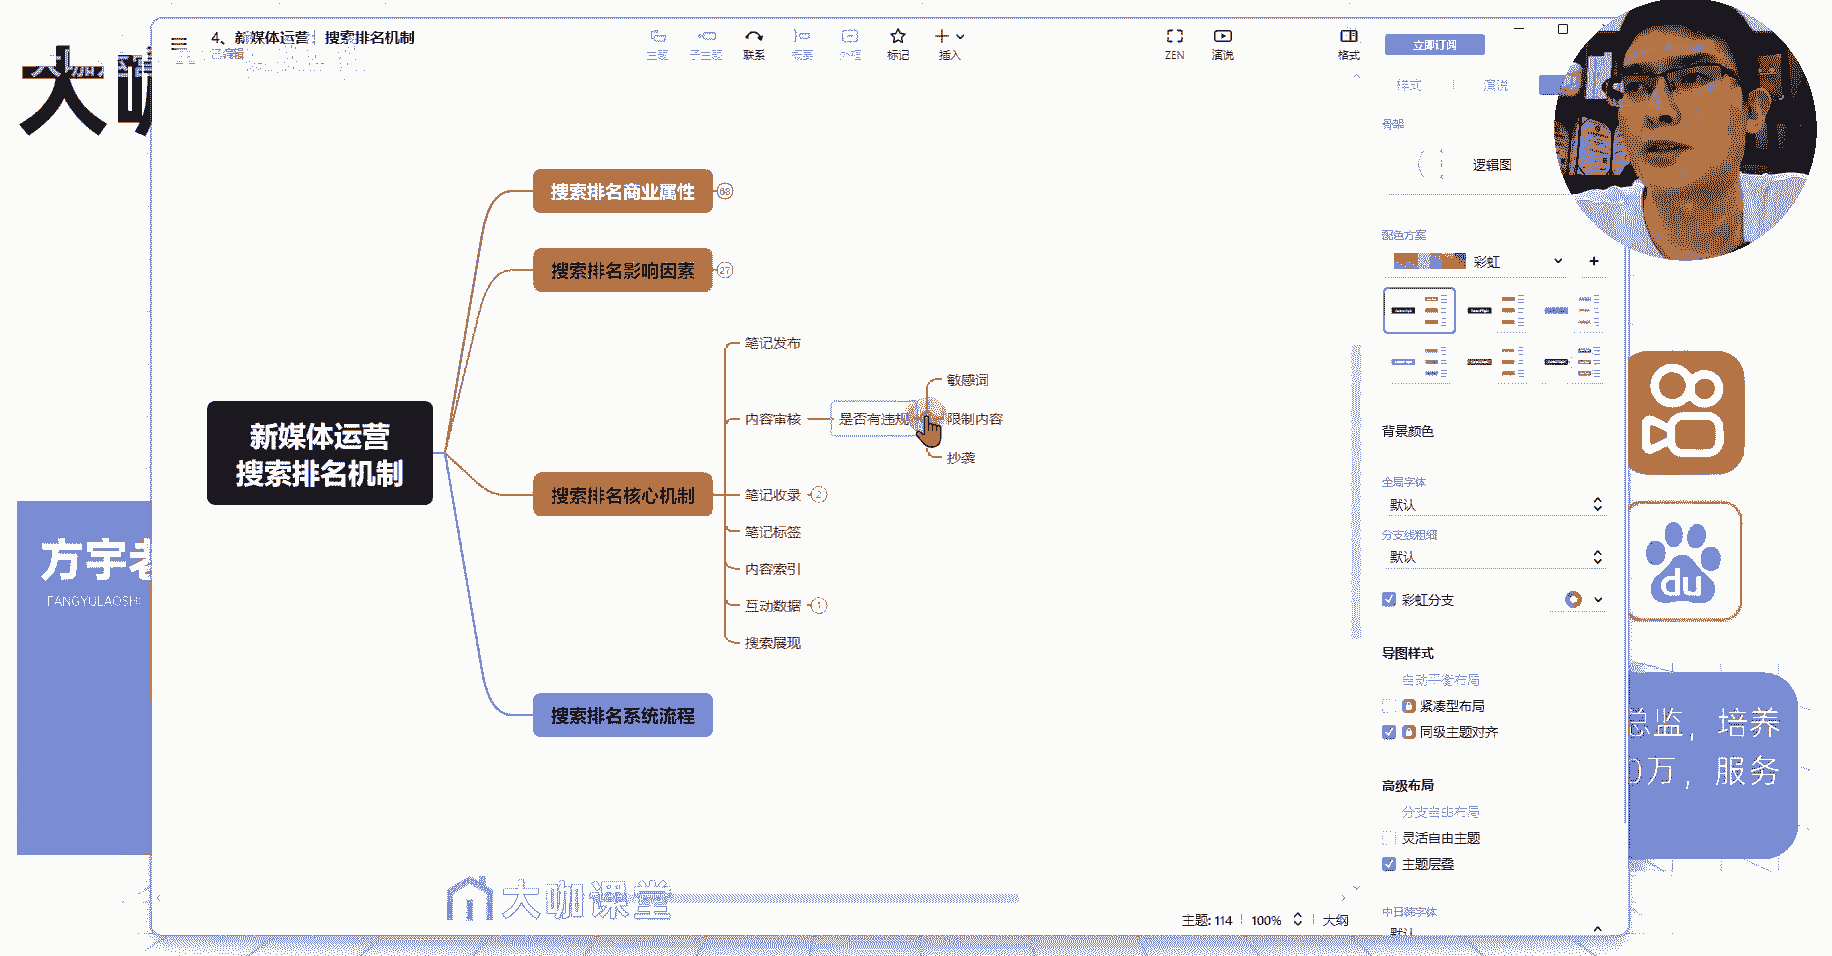 4、新媒体运营 搜索排名机制
已编辑
主题
子主题
联系
概要
外框
标记
插入
ZEN
演说
格式
立即订阅
大咖
样式
演说
骨架
逻辑图
配色方案
彩虹
搜索排名商业属性
68
搜索排名影响因素
27
新媒体运营
搜索排名机制
搜索排名核心机制
笔记发布
内容审核
是否有违规
敏感词
限制内容
抄袭
笔记收录
2
笔记标签
内容索引
互动数据
1
搜索展现
搜索排名系统流程
背景颜色
全局字体
默认
分支线粗细
默认
彩虹分支
导图样式
自动平衡布局
紧凑型布局
同级主题对齐
高级布局
分支自由布局
灵活自由主题
主题层叠
中日韩字体
默认
方宇老
FANGYULAOSHI
du
总监，培养
0万，服务
大咖课堂
主题: 114
100%
大纲